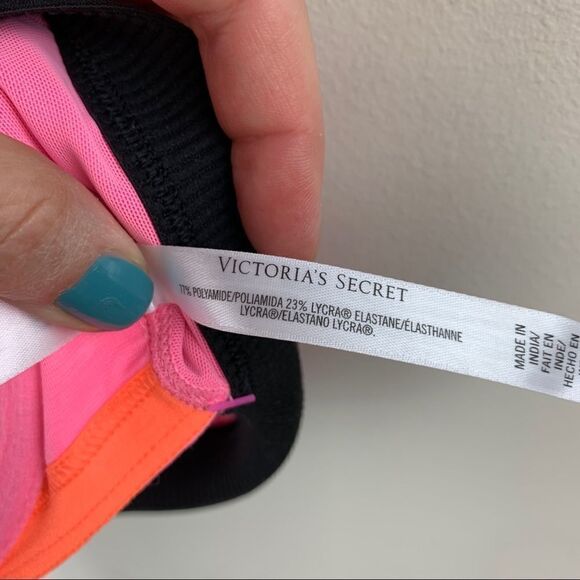 VICTORIA'S SECRET
77% POLYAMIDE/POLIAMIDA 23% LYCRA® ELASTANE/ÉLASTHANNE
LYCRA®/ELASTANO LYCRA®.
MADE IN
INDIA/
FAIT EN
INDE/
HECHO EN